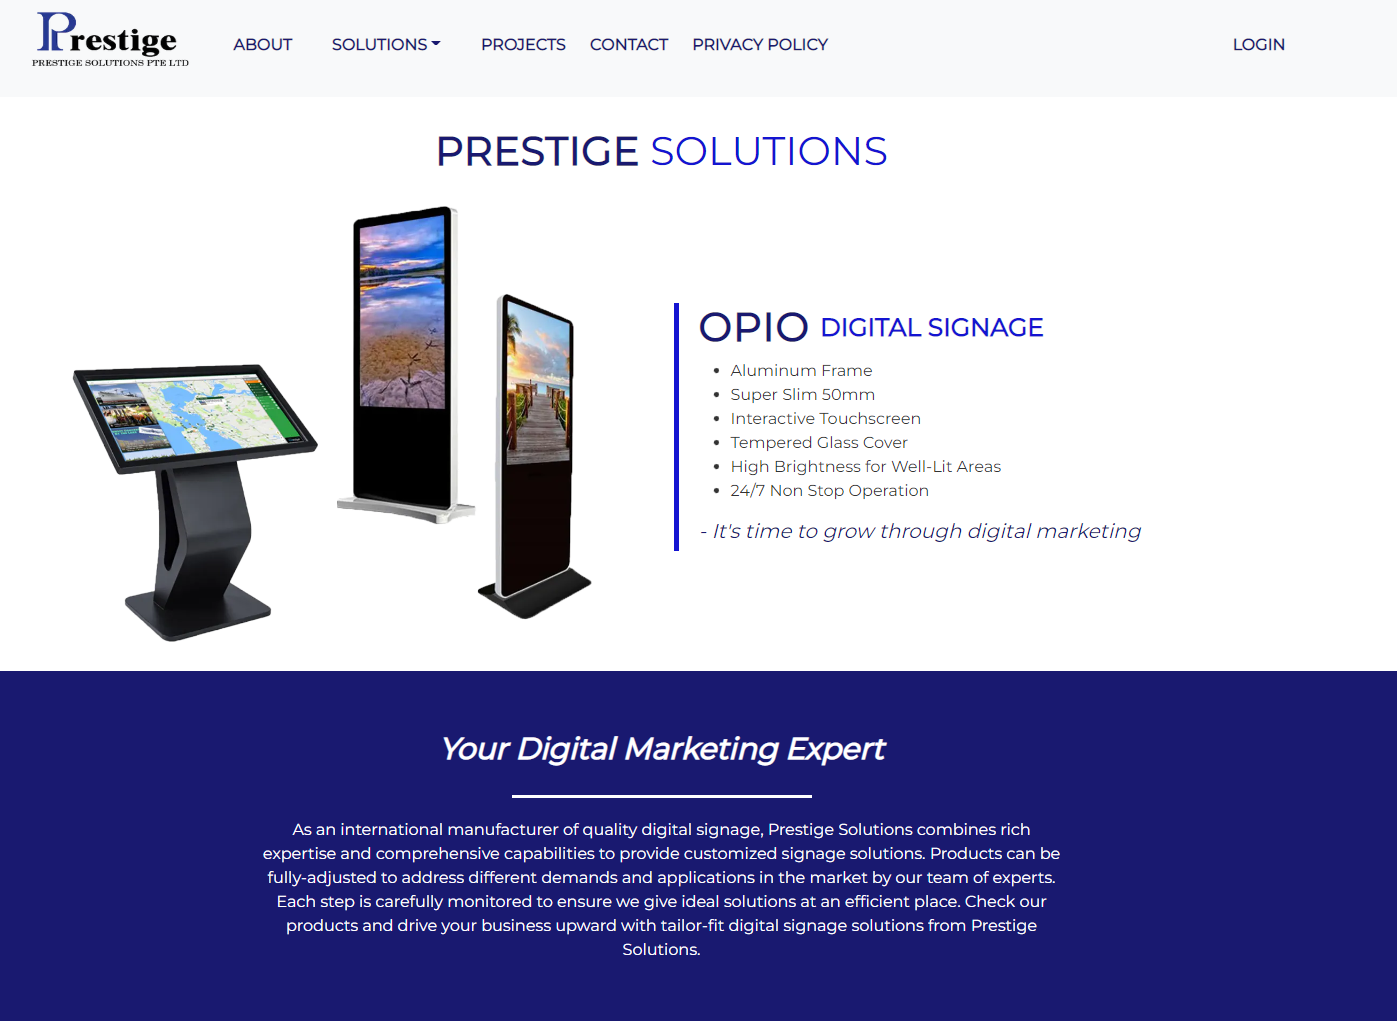 Prestige
PRESTIGE SOLUTIONS PTE LTD
ABOUT
SOLUTIONS
PROJECTS
CONTACT
PRIVACY POLICY
LOGIN
PRESTIGE SOLUTIONS
OPIO DIGITAL SIGNAGE
Aluminum Frame
Super Slim 50mm
Interactive Touchscreen
Tempered Glass Cover
High Brightness for Well-Lit Areas
24/7 Non Stop Operation
- It's time to grow through digital marketing
Your Digital Marketing Expert
As an international manufacturer of quality digital signage, Prestige Solutions combines rich
expertise and comprehensive capabilities to provide customized signage solutions. Products can be
fully-adjusted to address different demands and applications in the market by our team of experts.
Each step is carefully monitored to ensure we give ideal solutions at an efficient place. Check our
products and drive your business upward with tailor-fit digital signage solutions from Prestige
Solutions.